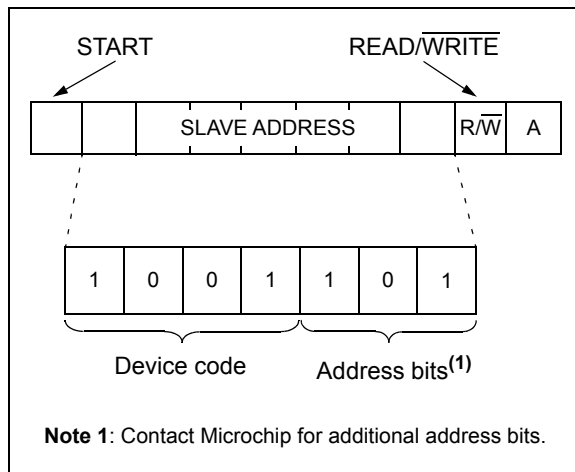 START READ/WRITE
SLAVE ADDRESS R/W A
1 0 0 1 1 0 1
Device code Address bits(1)
Note 1: Contact Microchip for additional address bits.